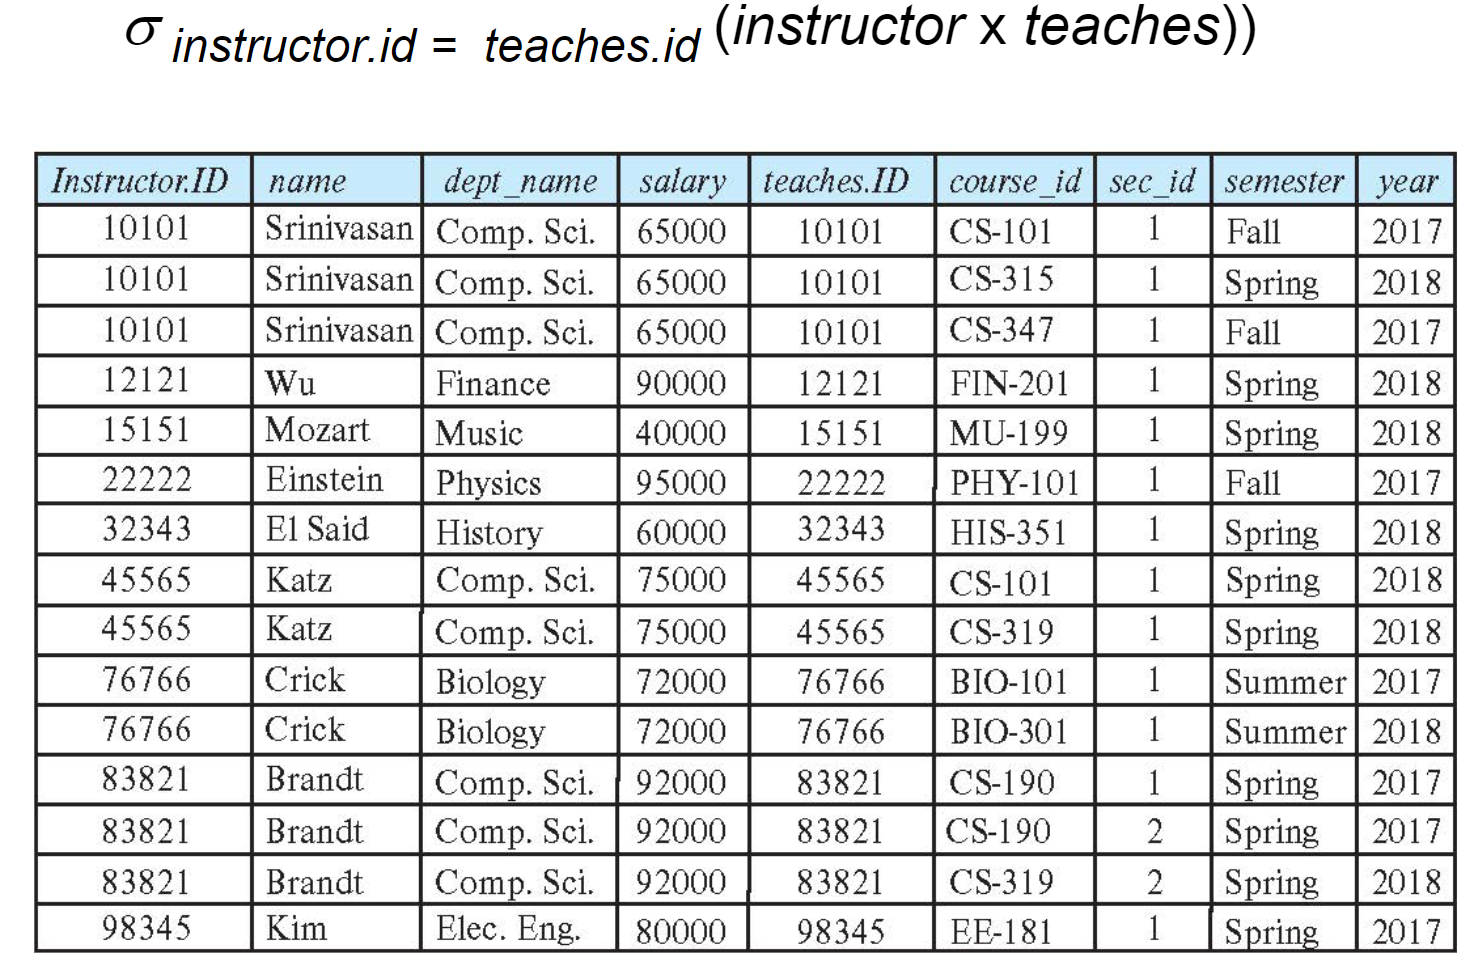 σ instructor.id = teaches.id (instructor x teaches))
Instructor.ID name dept_name salary teaches.ID course_id sec_id semester year
10101 Srinivasan Comp. Sci. 65000 10101 CS-101 1 Fall 2017
10101 Srinivasan Comp. Sci. 65000 10101 CS-315 1 Spring 2018
10101 Srinivasan Comp. Sci. 65000 10101 CS-347 1 Fall 2017
12121 Wu Finance 90000 12121 FIN-201 1 Spring 2018
15151 Mozart Music 40000 15151 MU-199 1 Spring 2018
22222 Einstein Physics 95000 22222 PHY-101 1 Fall 2017
32343 El Said History 60000 32343 HIS-351 1 Spring 2018
45565 Katz Comp. Sci. 75000 45565 CS-101 1 Spring 2018
45565 Katz Comp. Sci. 75000 45565 CS-319 1 Spring 2018
76766 Crick Biology 72000 76766 BIO-101 1 Summer 2017
76766 Crick Biology 72000 76766 BIO-301 1 Summer 2018
83821 Brandt Comp. Sci. 92000 83821 CS-190 1 Spring 2017
83821 Brandt Comp. Sci. 92000 83821 CS-190 2 Spring 2017
83821 Brandt Comp. Sci. 92000 83821 CS-319 2 Spring 2018
98345 Kim Elec. Eng. 80000 98345 EE-181 1 Spring 2017